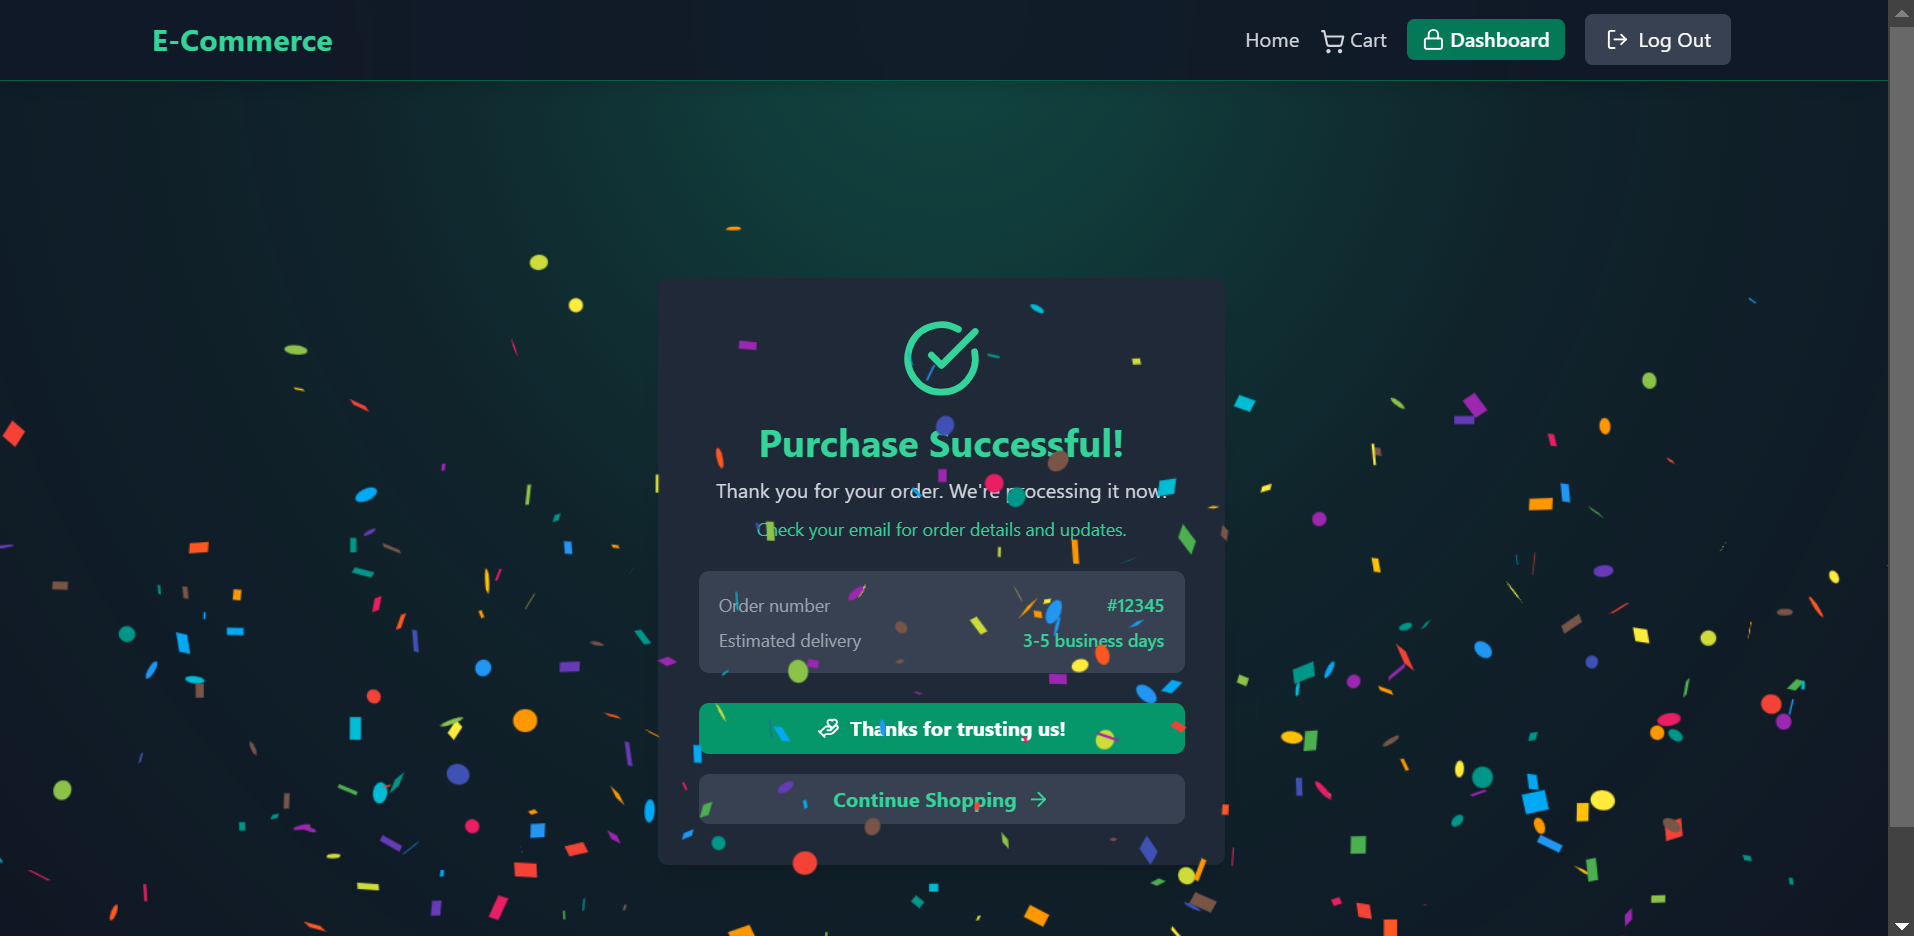 E-Commerce
Home Cart Dashboard Log Out
Purchase Successful!
Thank you for your order. We're processing it now.
Check your email for order details and updates.
Order number #12345
Estimated delivery 3-5 business days
Thanks for trusting us!
Continue Shopping